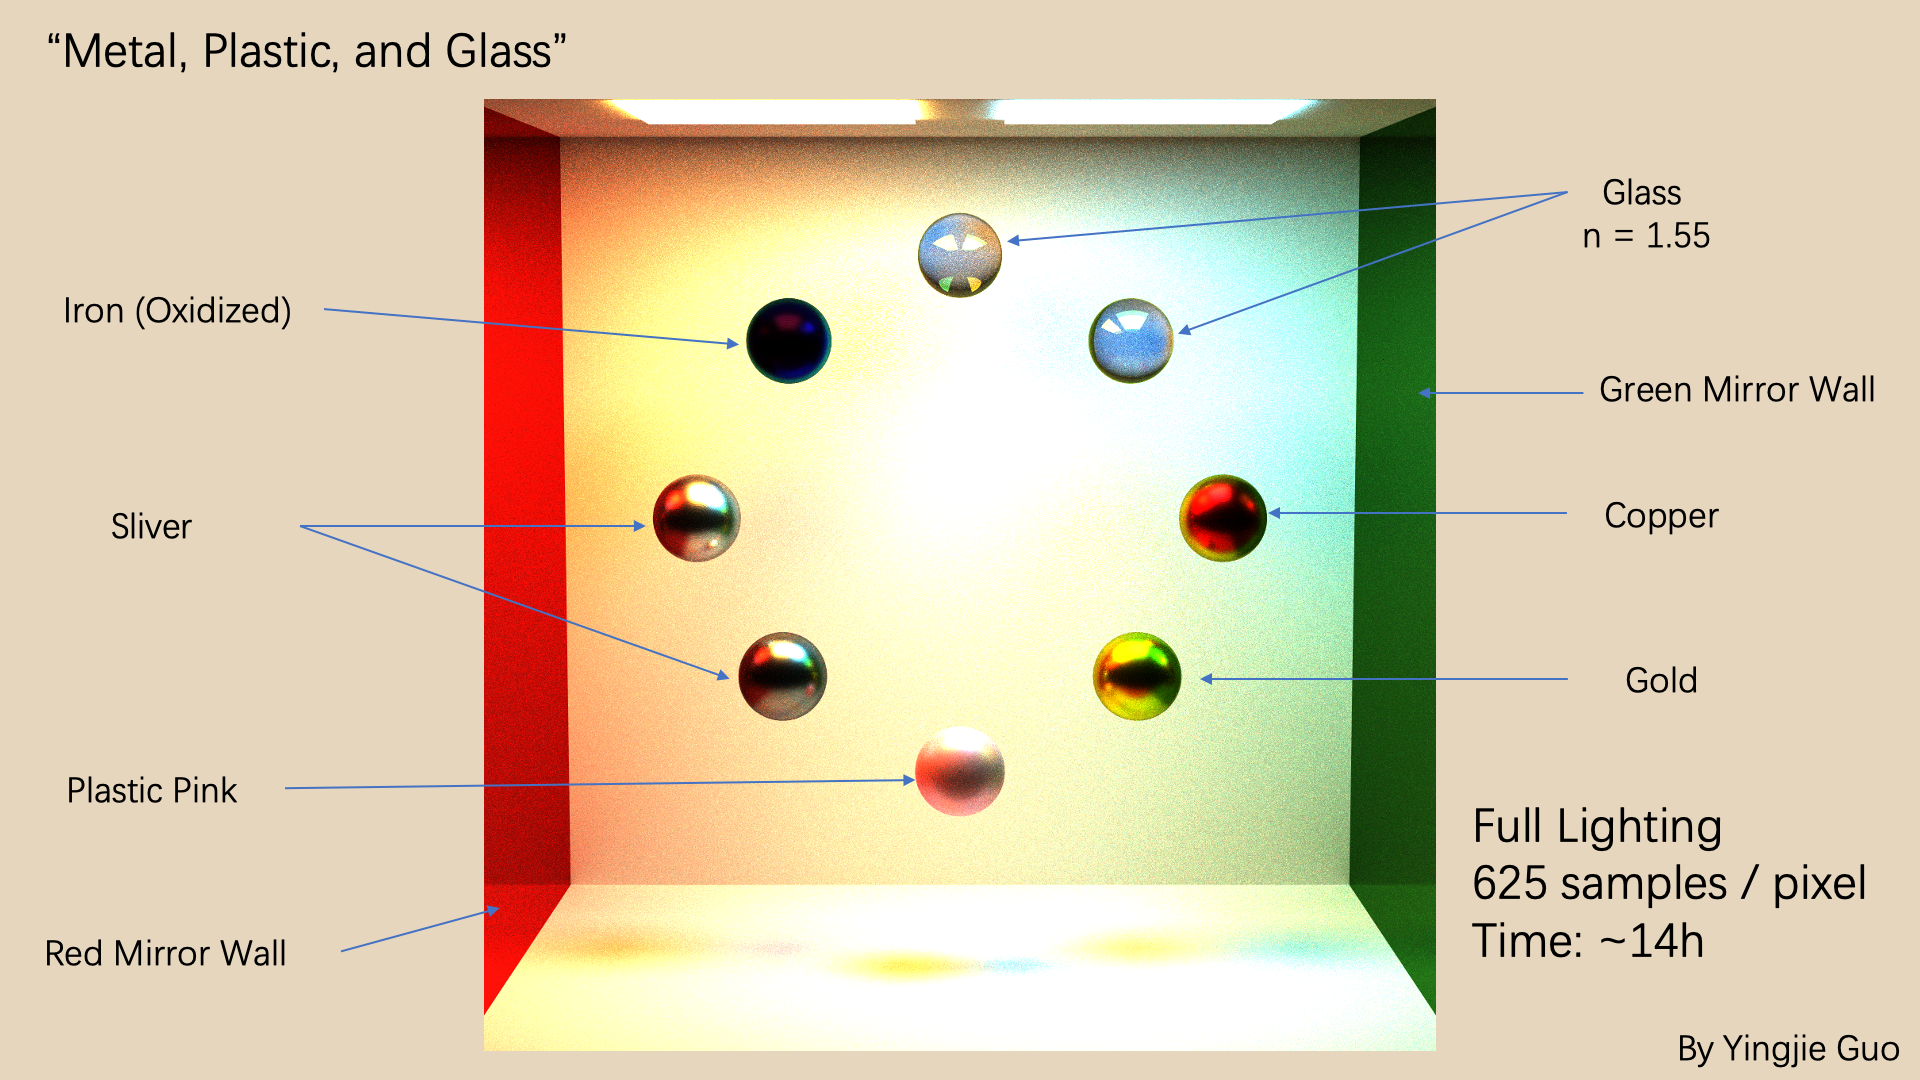 “Metal, Plastic, and Glass”
Glass
n = 1.55
Iron (Oxidized)
Green Mirror Wall
Sliver
Copper
Gold
Plastic Pink
Full Lighting
625 samples / pixel
Time: ~14h
Red Mirror Wall
By Yingjie Guo